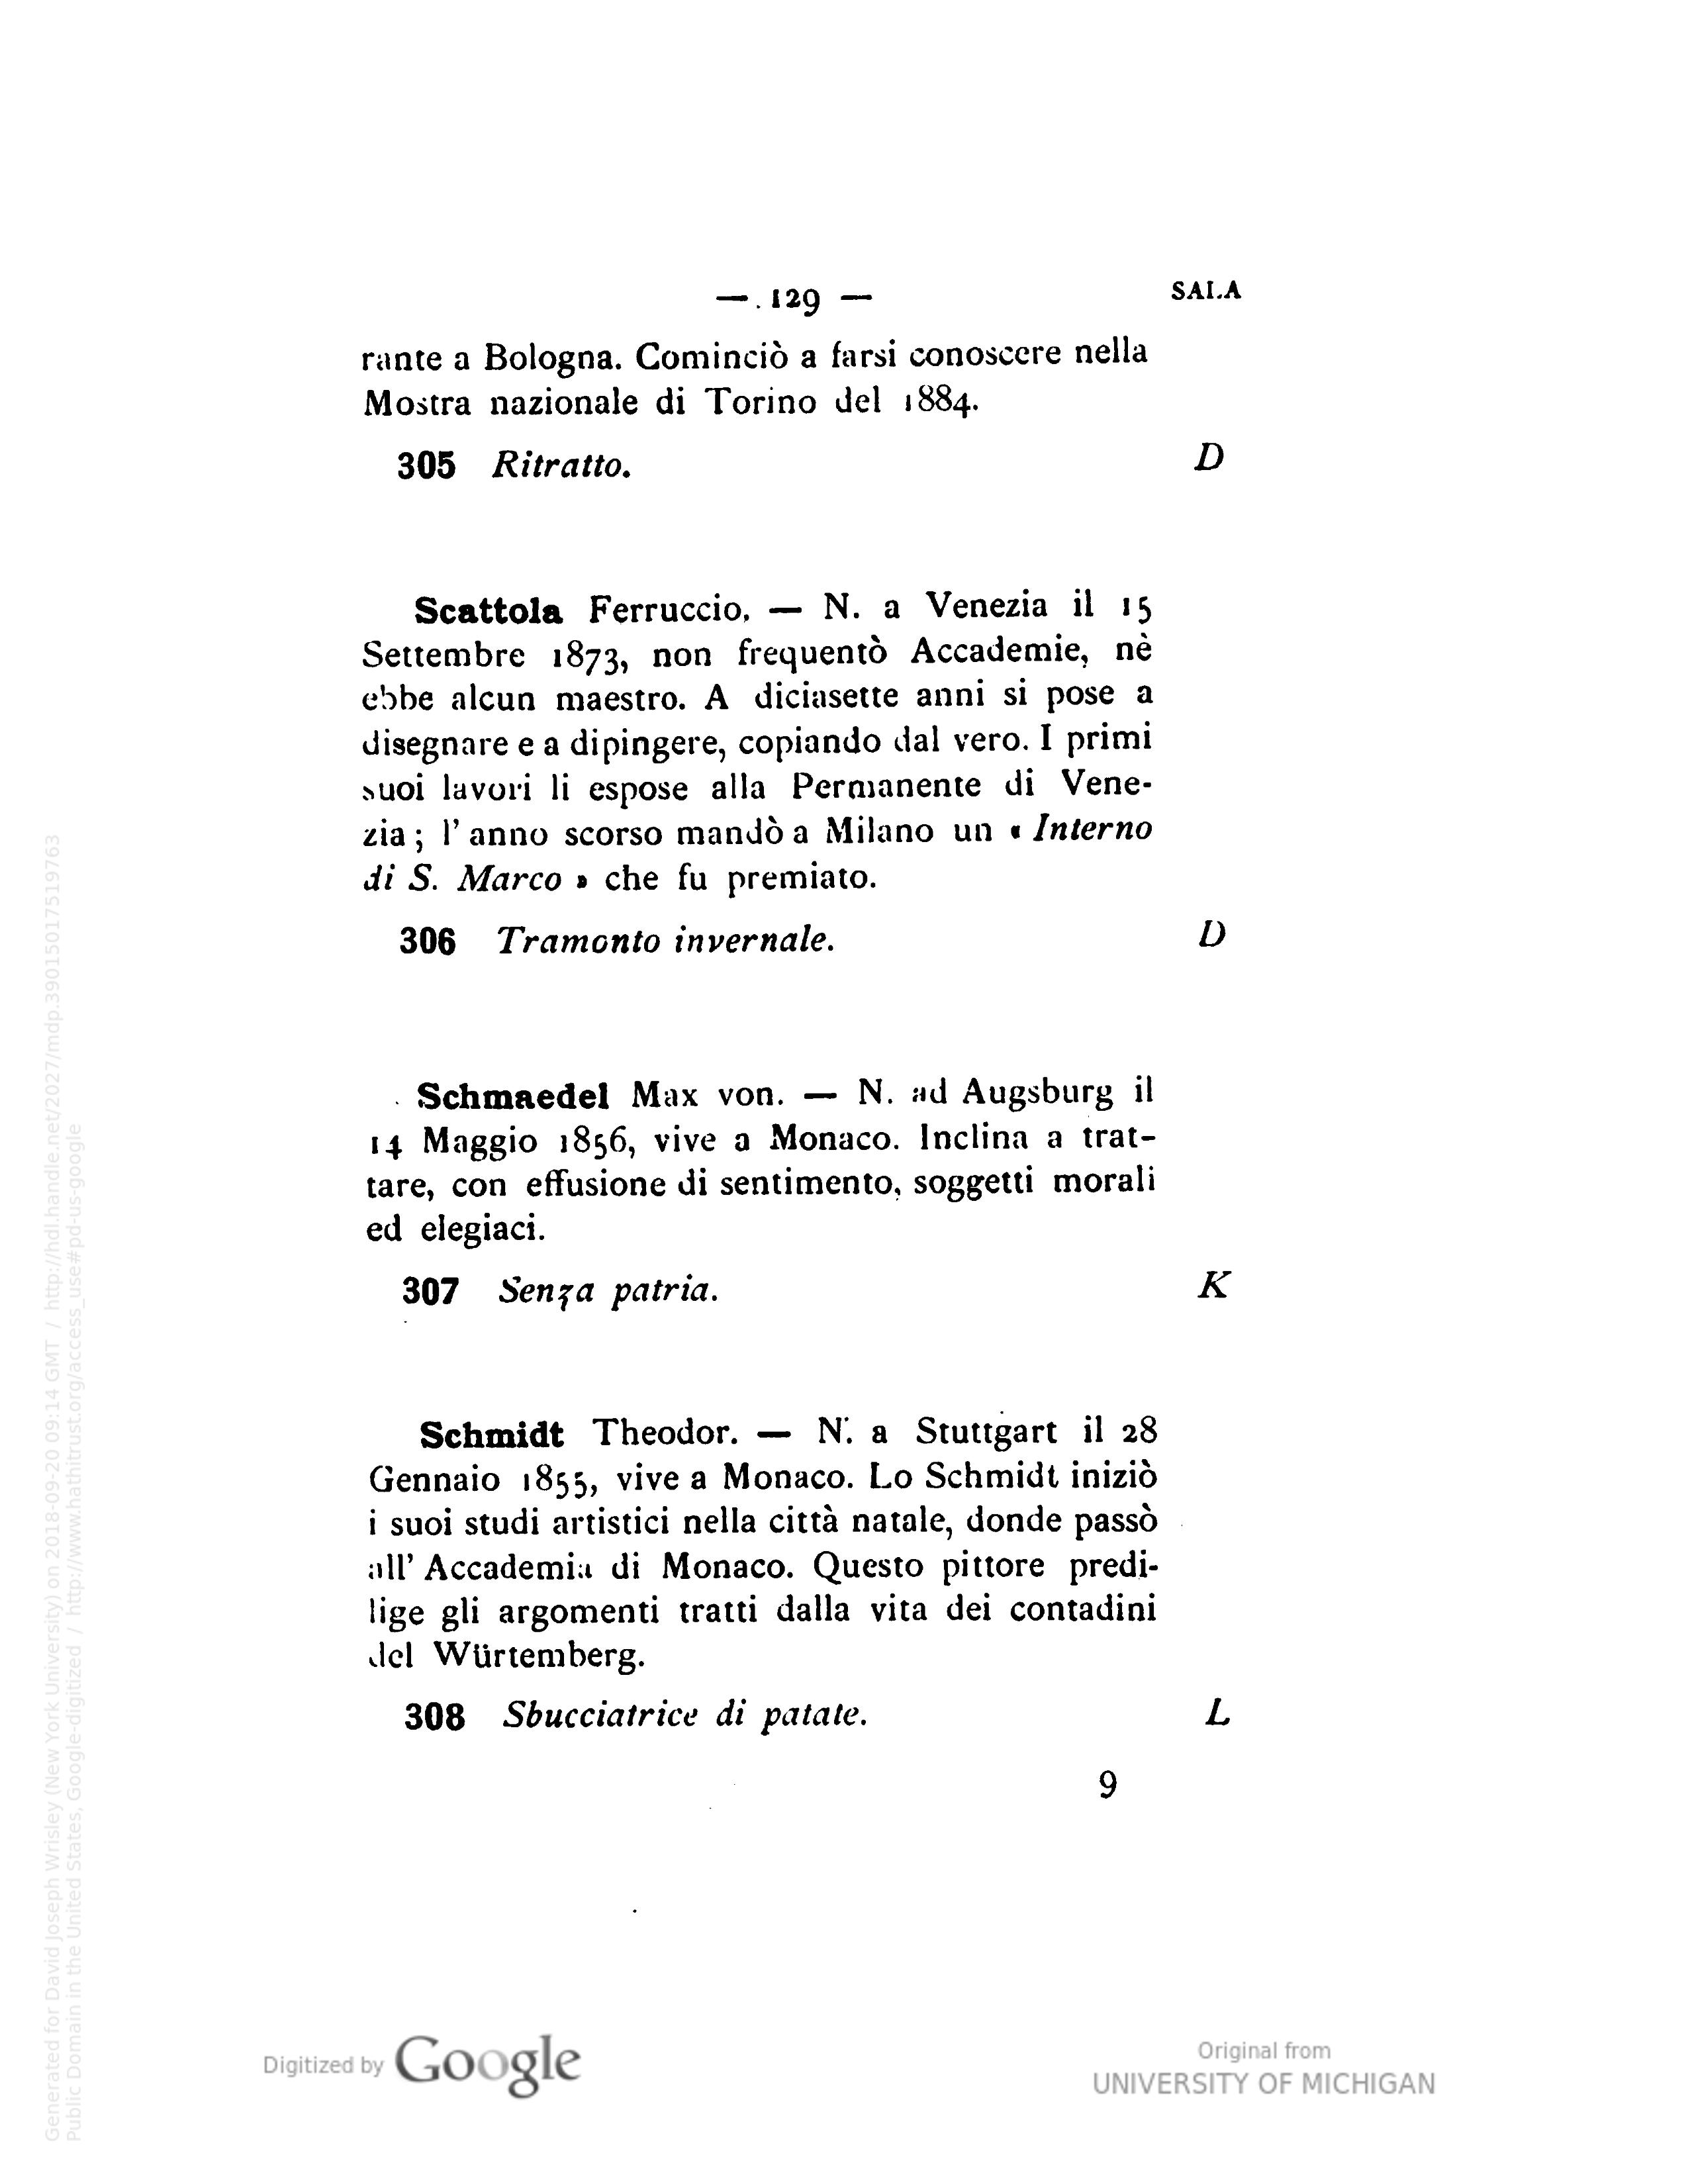 — 129 —
SALA
rante a Bologna. Cominciò a farsi conoscere nella
Mostra nazionale di Torino del 1884.
305 Ritratto. D
Scattola Ferruccio. — N. a Venezia il 15
Settembre 1873, non frequentò Accademie, nè
ebbe alcun maestro. A diciasette anni si pose a
disegnare e a dipingere, copiando dal vero. I primi
suoi lavori li espose alla Permanente di Vene-
zia ; l' anno scorso mandò a Milano un « Interno
di S. Marco » che fu premiato.
306 Tramonto invernale. D
Schmaedel Max von. — N. ad Augsburg il
14 Maggio 1856, vive a Monaco. Inclina a trat-
tare, con effusione di sentimento, soggetti morali
ed elegiaci.
307 Senza patria. K
Schmidt Theodor. — N. a Stuttgart il 28
Gennaio 1855, vive a Monaco. Lo Schmidt iniziò
i suoi studi artistici nella città natale, donde passò
all' Accademia di Monaco. Questo pittore predi-
lige gli argomenti tratti dalla vita dei contadini
del Würtemberg.
308 Sbucciatrice di patate. L
9
Generated for David Joseph Wrisley (New York University) on 2018-09-20 09:14 GMT / http://hdl.handle.net/2027/mdp.39015017519763
Public Domain in the United States, Google-digitized / http://www.hathitrust.org/access_use#pd-us-google
Digitized by Google
Original from
UNIVERSITY OF MICHIGAN